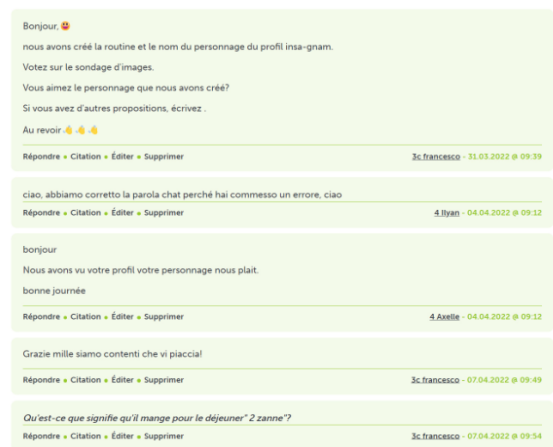 Bonjour, 😃
nous avons créé la routine et le nom du personnage du profil insa-gnam.
Votez sur le sondage d'images.
Vous aimez le personnage que nous avons créé?
Si vous avez d'autres propositions, écrivez .
Au revoir 👋 👋 👋
Répondre • Citation • Éditer • Supprimer 3c francesco - 31.03.2022 @ 09:39
ciao, abbiamo corretto la parola chat perché hai commesso un errore, ciao
Répondre • Citation • Éditer • Supprimer 4 Ilyan - 04.04.2022 @ 09:12
bonjour
Nous avons vu votre profil votre personnage nous plait.
bonne journée
Répondre • Citation • Éditer • Supprimer 4 Axelle - 04.04.2022 @ 09:12
Grazie mille siamo contenti che vi piaccia!
Répondre • Citation • Éditer • Supprimer 3c francesco - 07.04.2022 @ 09:49
Qu'est-ce que signifie qu'il mange pour le déjeuner" 2 zanne"?
Répondre • Citation • Éditer • Supprimer 3c francesco - 07.04.2022 @ 09:54